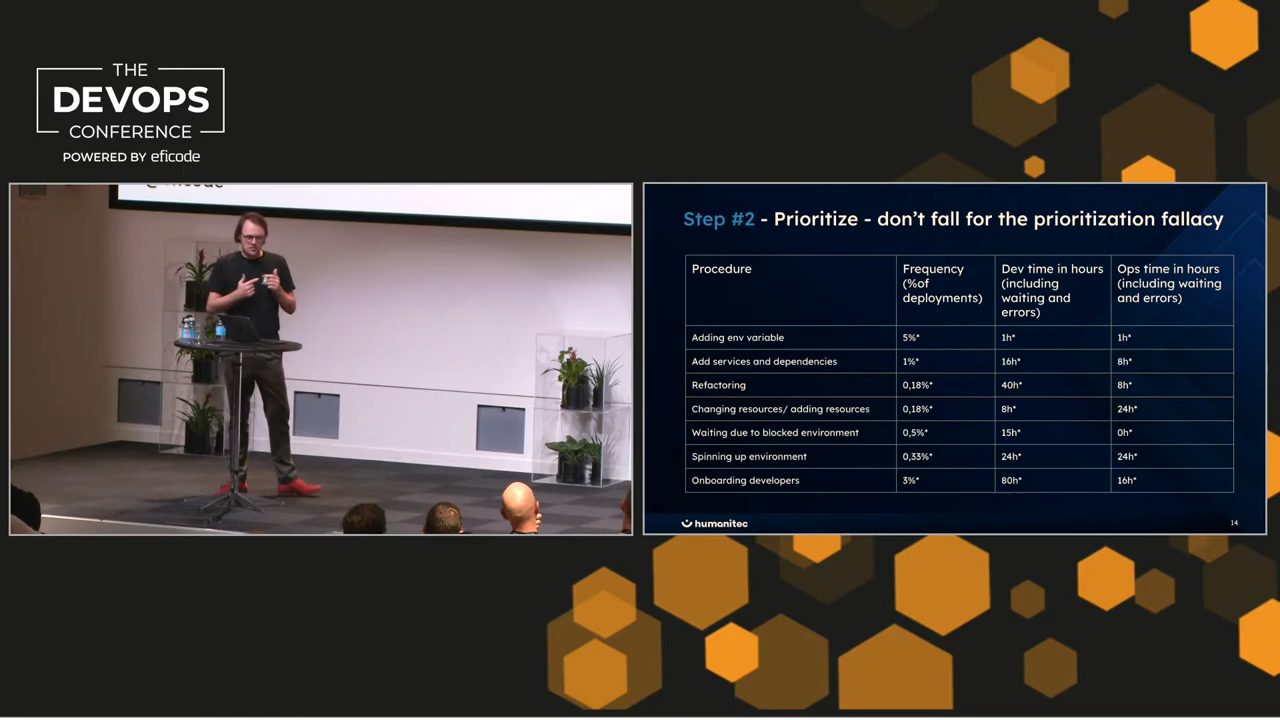 THE
DEVOPS
CONFERENCE
POWERED BY eficode
Step #2 - Prioritize - don't fall for the prioritization fallacy
Procedure
Frequency
(%of
deployments)
Dev time in hours
(including
waiting and
errors)
Ops time in hours
(including waiting
and errors)
Adding env variable 5%* 1h* 1h*
Add services and dependencies 1%* 16h* 8h*
Refactoring 0,18%* 40h* 8h*
Changing resources/ adding resources 0,18%* 8h* 24h*
Waiting due to blocked environment 0,5%* 15h* 0h*
Spinning up environment 0,33%* 24h* 24h*
Onboarding developers 3%* 80h* 16h*
humanitec
14